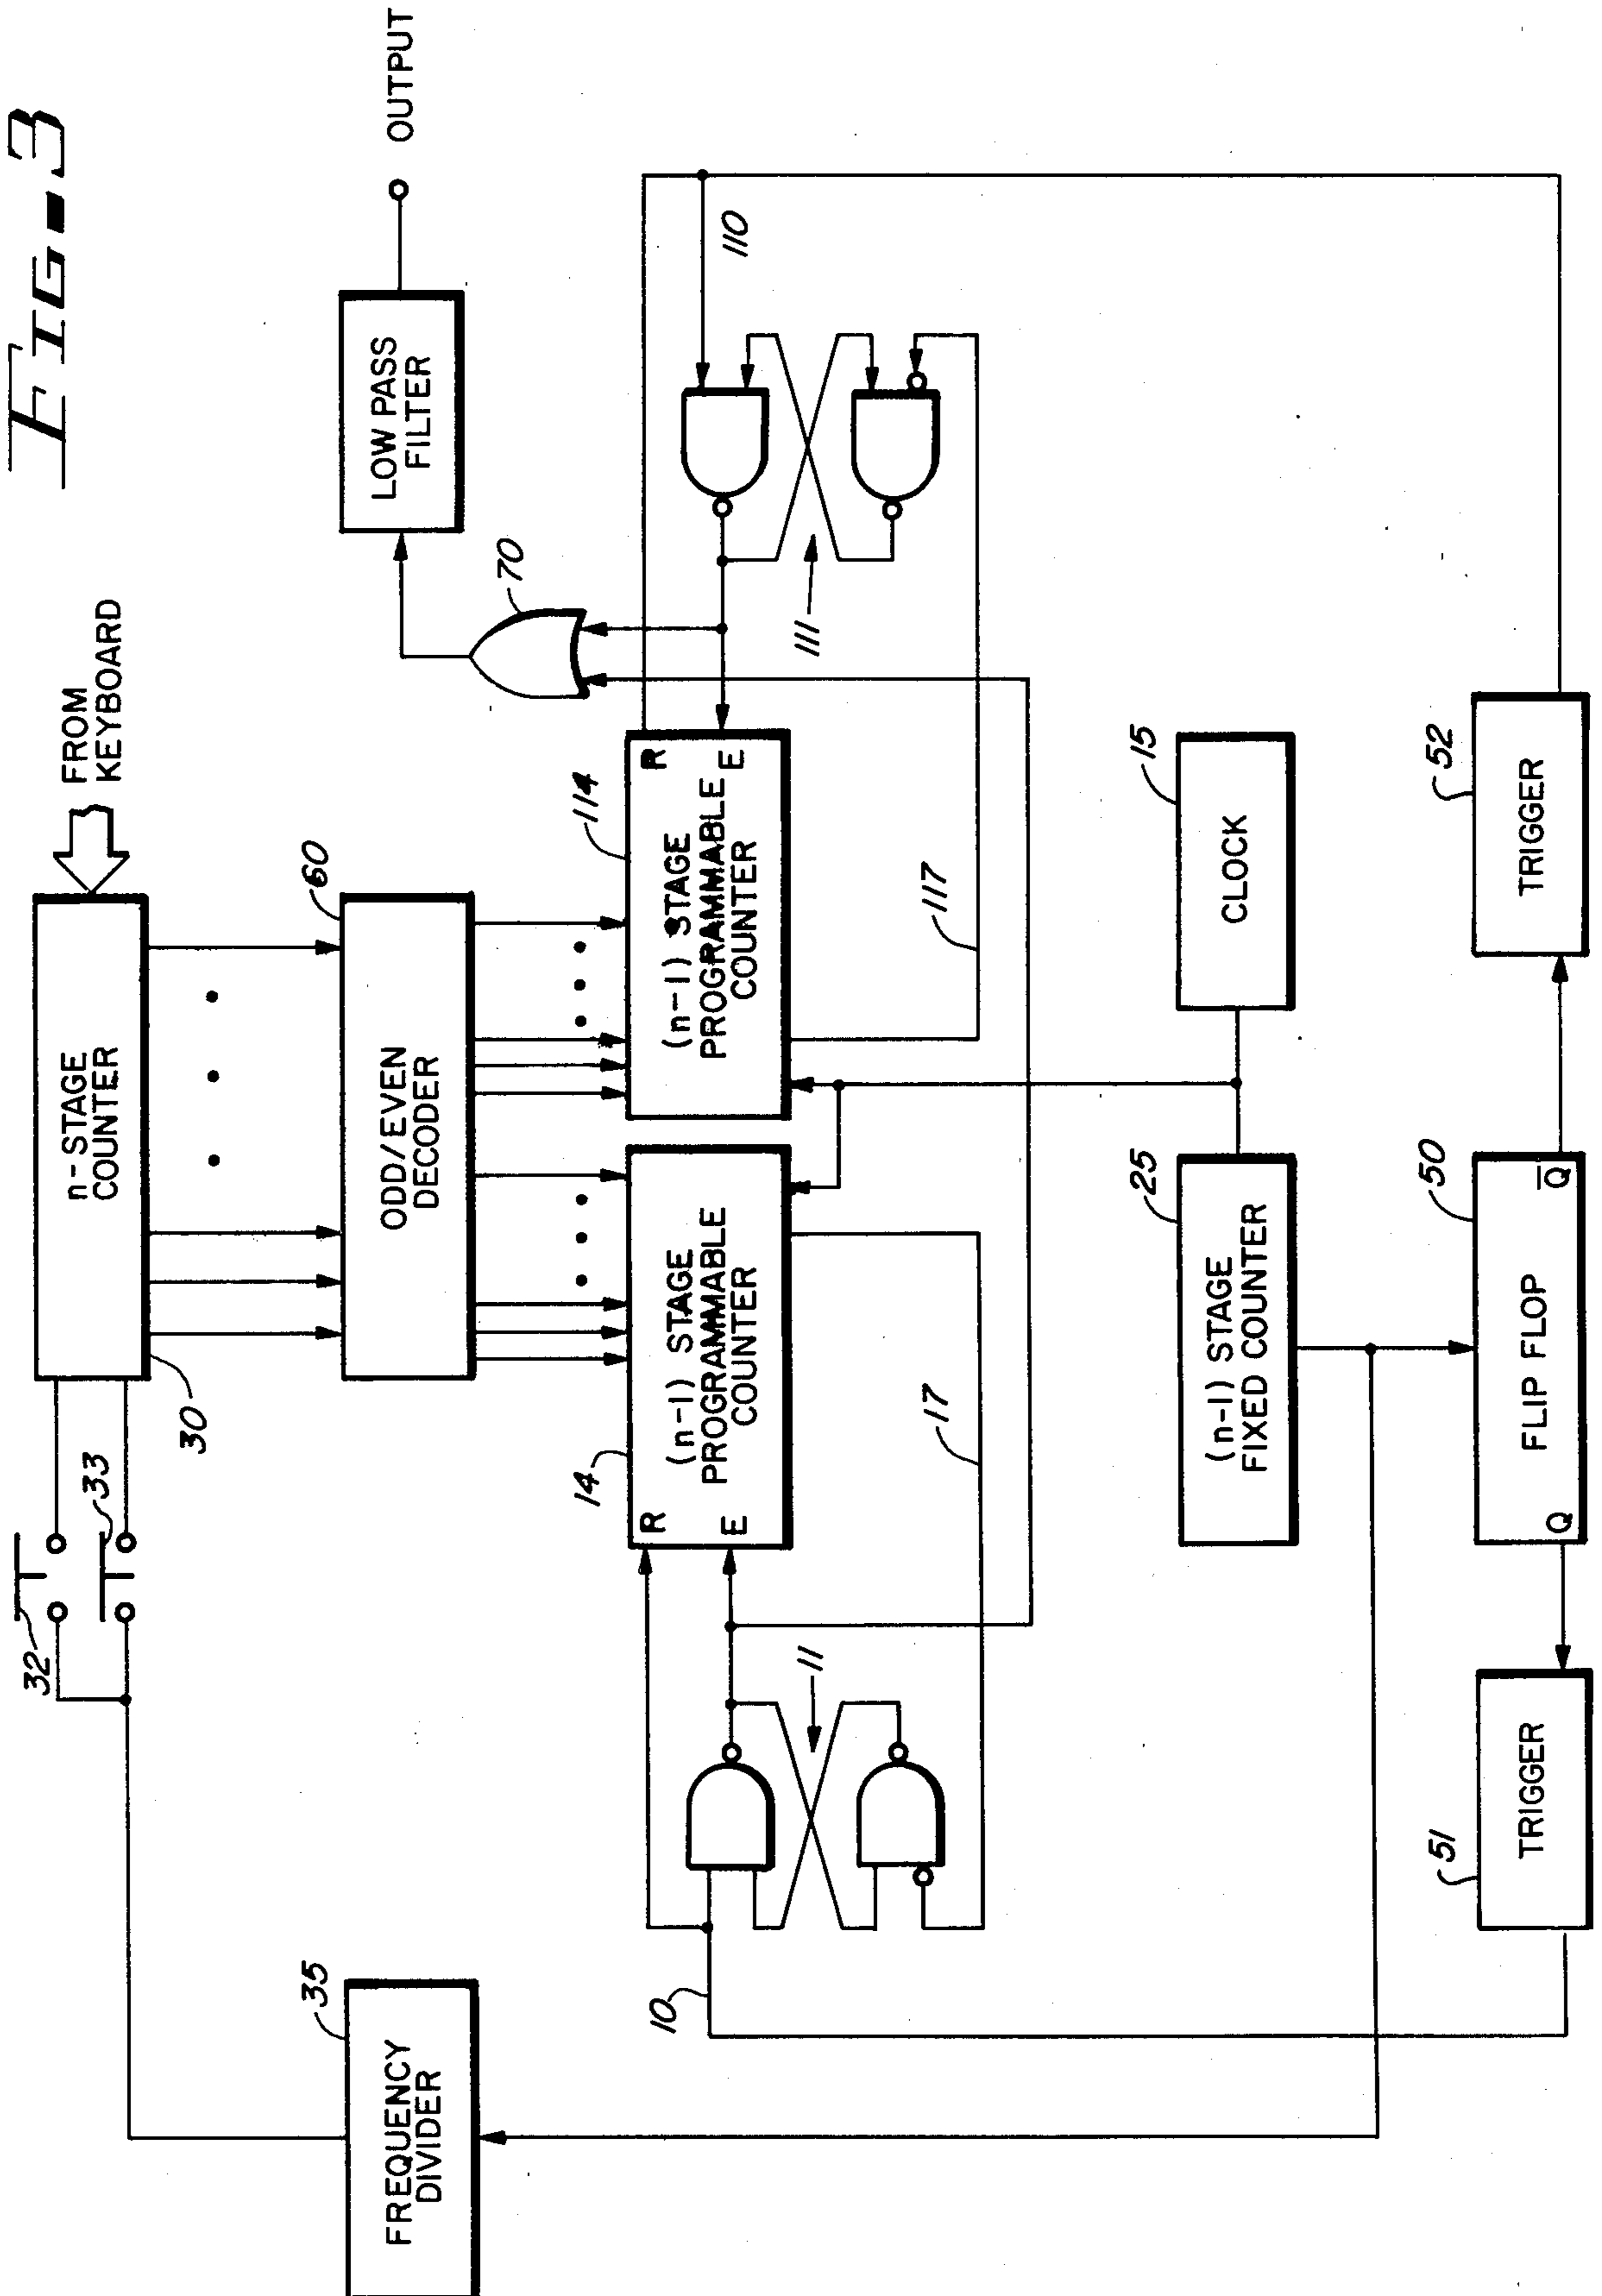 FIG-3
FROM
KEYBOARD
n-STAGE
COUNTER
30
32
33
35
FREQUENCY
DIVIDER
60
ODD/EVEN
DECODER
LOW PASS
FILTER
OUTPUT
70
14
R
E
(n-1) STAGE
PROGRAMMABLE
COUNTER
114
(n-1) STAGE
PROGRAMMABLE
COUNTER
R
E
10
11
17
110
111
117
25
(n-1) STAGE
FIXED COUNTER
15
CLOCK
51
TRIGGER
50
Q
FLIP FLOP
Q̅
52
TRIGGER